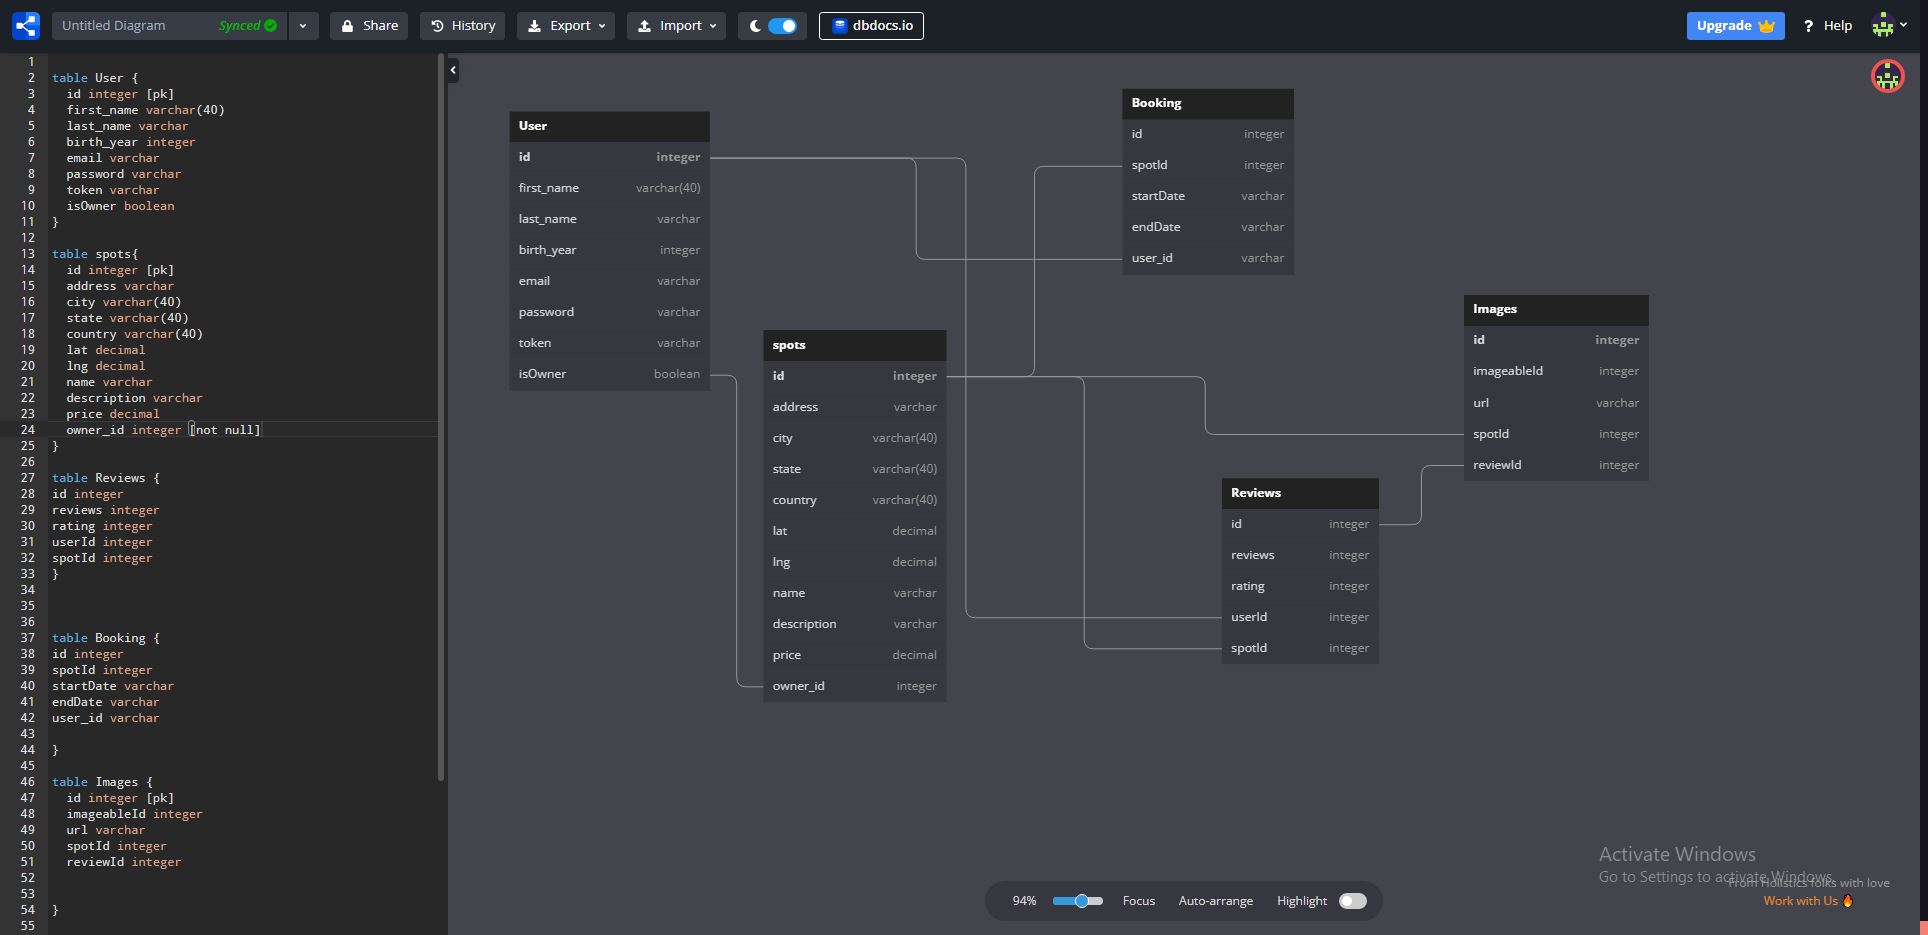 Untitled Diagram Synced Share History Export Import dbdocs.io Upgrade ? Help
1
2 table User {
3 id integer [pk]
4 first_name varchar(40)
5 last_name varchar
6 birth_year integer
7 email varchar
8 password varchar
9 token varchar
10 isOwner boolean
11 }
12
13 table spots{
14 id integer [pk]
15 address varchar
16 city varchar(40)
17 state varchar(40)
18 country varchar(40)
19 lat decimal
20 lng decimal
21 name varchar
22 description varchar
23 price decimal
24 owner_id integer [not null]
25 }
26
27 table Reviews {
28 id integer
29 reviews integer
30 rating integer
31 userId integer
32 spotId integer
33 }
34
35
36
37 table Booking {
38 id integer
39 spotId integer
40 startDate varchar
41 endDate varchar
42 user_id varchar
43
44 }
45
46 table Images {
47 id integer [pk]
48 imageableId integer
49 url varchar
50 spotId integer
51 reviewId integer
52
53
54 }
55
User
id integer
first_name varchar(40)
last_name varchar
birth_year integer
email varchar
password varchar
token varchar
isOwner boolean
spots
id integer
address varchar
city varchar(40)
state varchar(40)
country varchar(40)
lat decimal
lng decimal
name varchar
description varchar
price decimal
owner_id integer
Booking
id integer
spotId integer
startDate varchar
endDate varchar
user_id varchar
Reviews
id integer
reviews integer
rating integer
userId integer
spotId integer
Images
id integer
imageableId integer
url varchar
spotId integer
reviewId integer
94% Focus Auto-arrange Highlight
Activate Windows
Go to Settings to activate Windows.
From Holistics folks with love
Work with Us